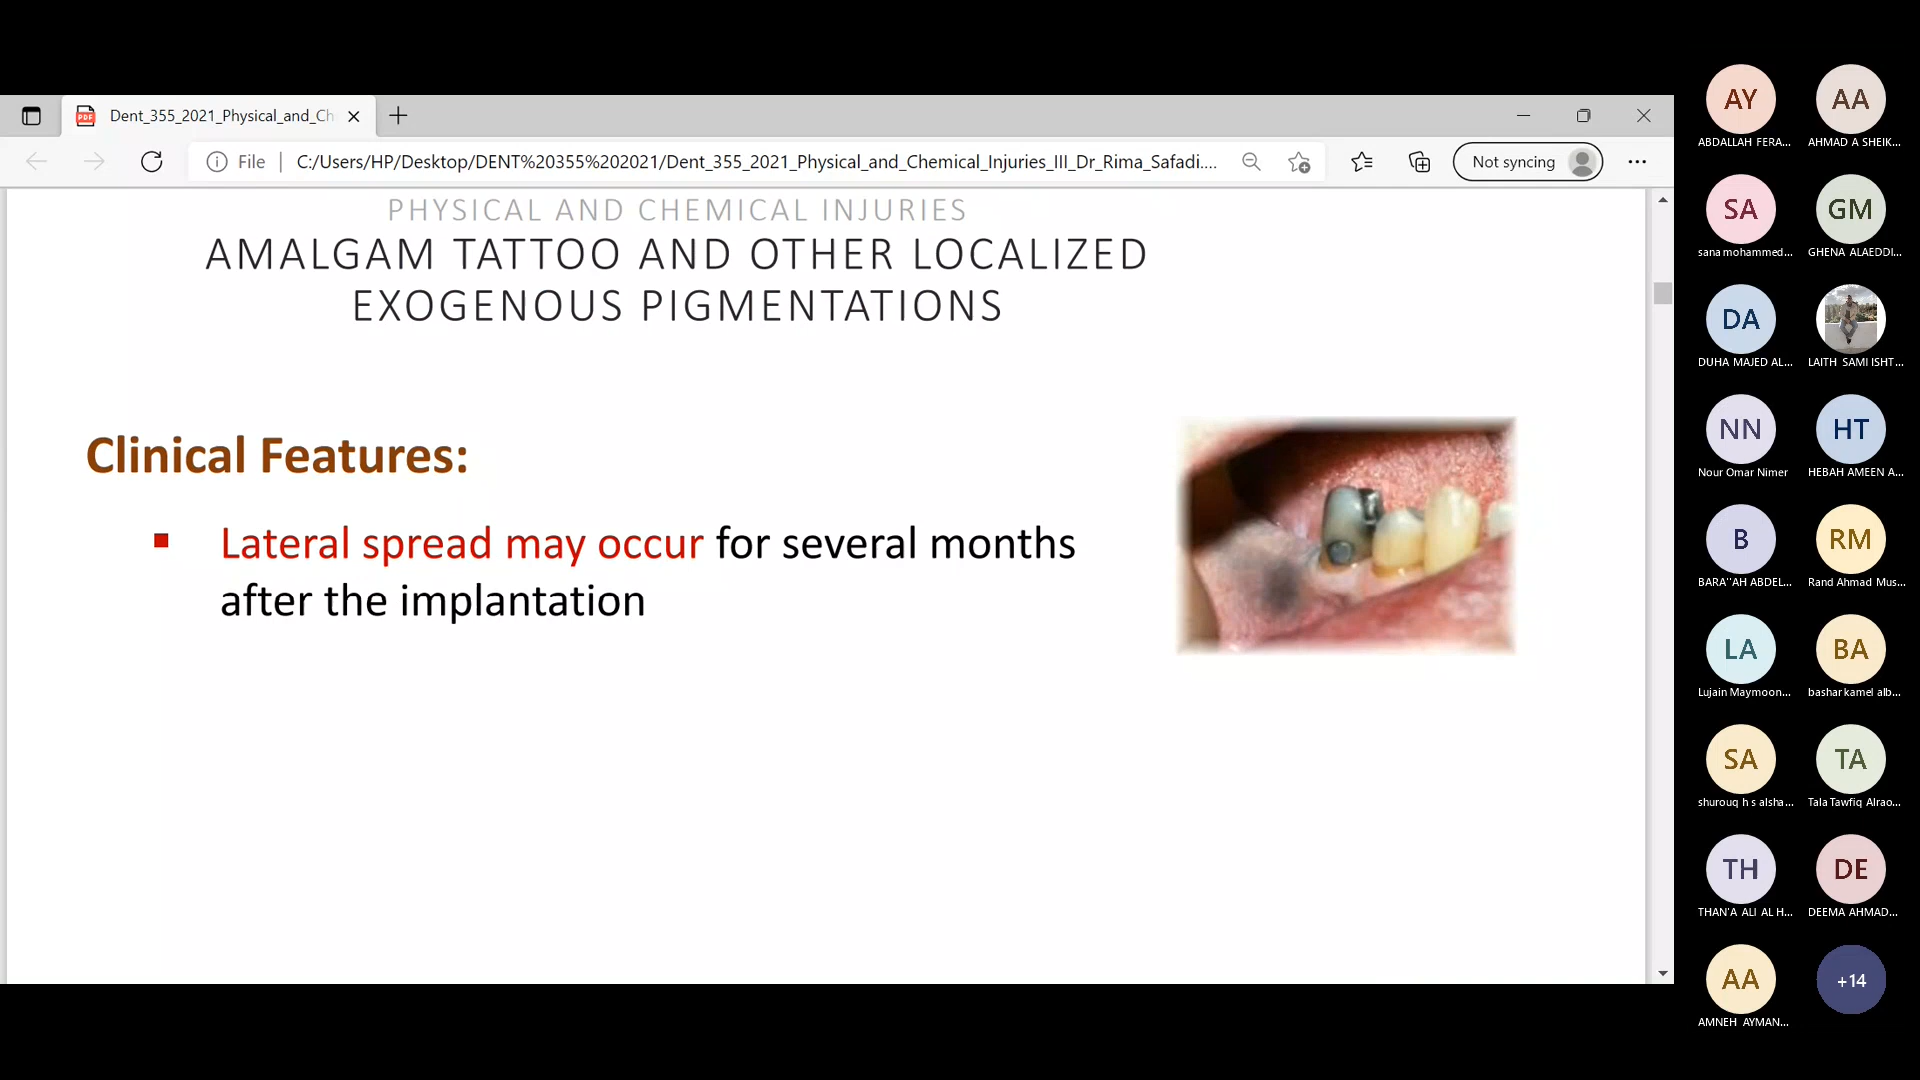 Dent_355_2021_Physical_and_Ch
File
C:/Users/HP/Desktop/DENT%20355%202021/Dent_355_2021_Physical_and_Chemical_Injuries_III_Dr_Rima_Safadi....
Not syncing
PHYSICAL AND CHEMICAL INJURIES
AMALGAM TATTOO AND OTHER LOCALIZED
EXOGENOUS PIGMENTATIONS
Clinical Features:
Lateral spread may occur for several months
after the implantation
AY
AA
ABDALLAH FERA...
AHMAD A SHEIK...
SA
GM
sana mohammed...
GHENA ALAEDDI...
DA
DUHA MAJED AL...
LAITH SAMI ISHT...
NN
HT
Nour Omar Nimer
HEBAH AMEEN A...
B
RM
BARA''AH ABDEL...
Rand Ahmad Mus...
LA
BA
Lujain Maymoon...
bashar kamel alb...
SA
TA
shurouq h s alsha...
Tala Tawfiq Alrao...
TH
DE
THAN'A ALI AL H...
DEEMA AHMAD...
AA
+14
AMNEH AYMAN...